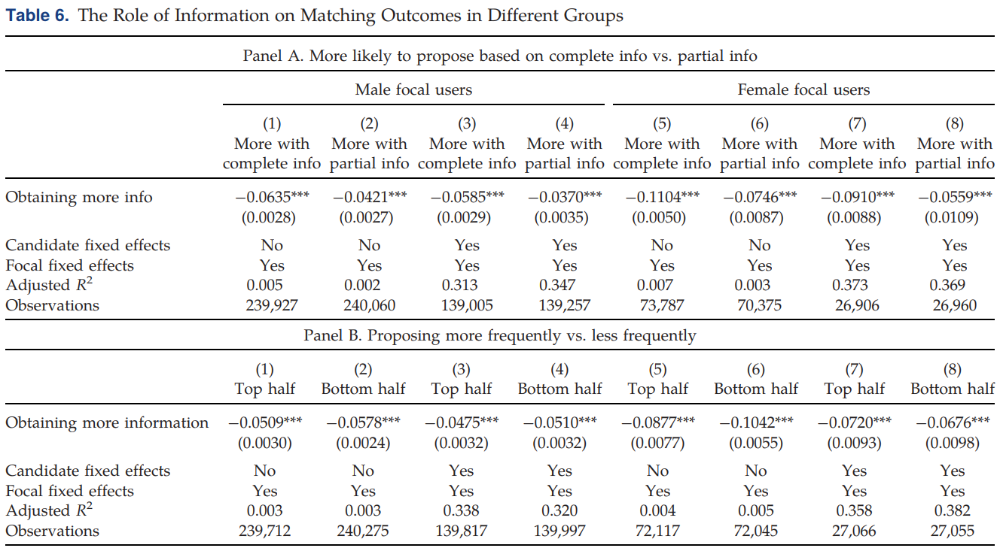 Table 6. The Role of Information on Matching Outcomes in Different Groups
Panel A. More likely to propose based on complete info vs. partial info
Male focal users Female focal users
(1) (2) (3) (4) (5) (6) (7) (8)
More with More with More with More with More with More with More with More with
complete info partial info complete info partial info complete info partial info complete info partial info
Obtaining more info −0.0635*** −0.0421*** −0.0585*** −0.0370*** −0.1104*** −0.0746*** −0.0910*** −0.0559***
(0.0028) (0.0027) (0.0029) (0.0035) (0.0050) (0.0087) (0.0088) (0.0109)
Candidate fixed effects No No Yes Yes No No Yes Yes
Focal fixed effects Yes Yes Yes Yes Yes Yes Yes Yes
Adjusted R² 0.005 0.002 0.313 0.347 0.007 0.003 0.373 0.369
Observations 239,927 240,060 139,005 139,257 73,787 70,375 26,906 26,960
Panel B. Proposing more frequently vs. less frequently
(1) (2) (3) (4) (5) (6) (7) (8)
Top half Bottom half Top half Bottom half Top half Bottom half Top half Bottom half
Obtaining more information −0.0509*** −0.0578*** −0.0475*** −0.0510*** −0.0877*** −0.1042*** −0.0720*** −0.0676***
(0.0030) (0.0024) (0.0032) (0.0032) (0.0077) (0.0055) (0.0093) (0.0098)
Candidate fixed effects No No Yes Yes No No Yes Yes
Focal fixed effects Yes Yes Yes Yes Yes Yes Yes Yes
Adjusted R² 0.003 0.003 0.338 0.320 0.004 0.005 0.358 0.382
Observations 239,712 240,275 139,817 139,997 72,117 72,045 27,066 27,055